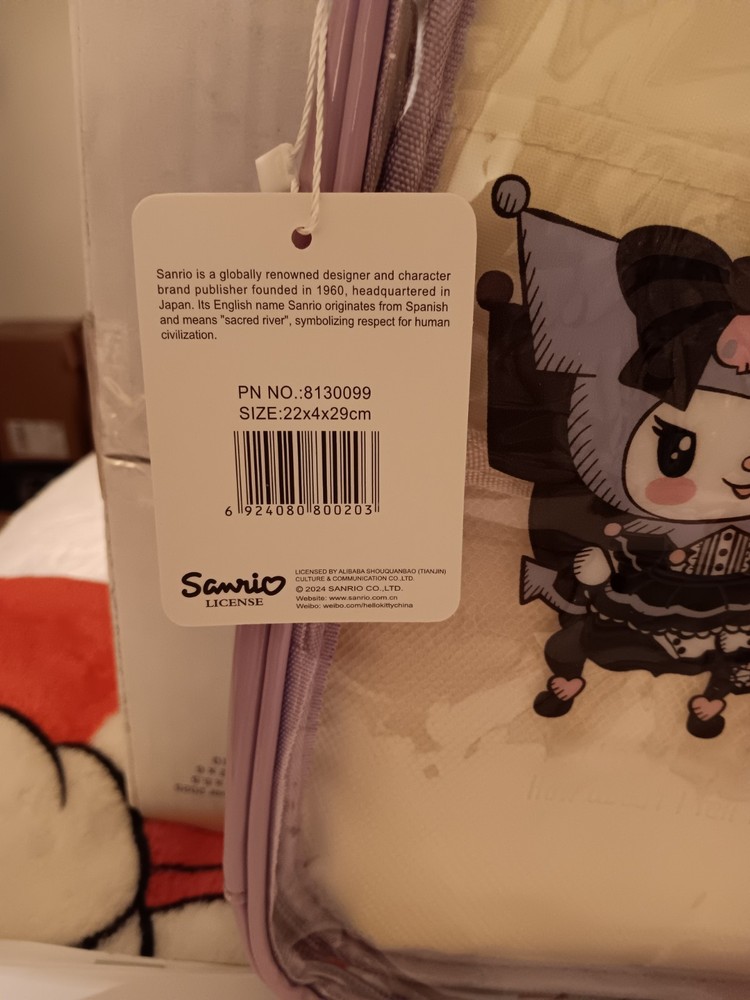 Sanrio is a globally renowned designer and character
brand publisher founded in 1960, headquartered in
Japan. Its English name Sanrio originates from Spanish
and means "sacred river", symbolizing respect for human
civilization.
PN NO.:8130099
SIZE:22x4x29cm
6 924080 800203
Sanrio
LICENSE
LICENSED BY ALIBABA SHOUQUANBAO (TIANJIN)
CULTURE & COMMUNICATION CO.,LTD.
© 2024 SANRIO CO.,LTD.
Website: www.sanrio.com.cn
Weibo: weibo.com/hellokittychina